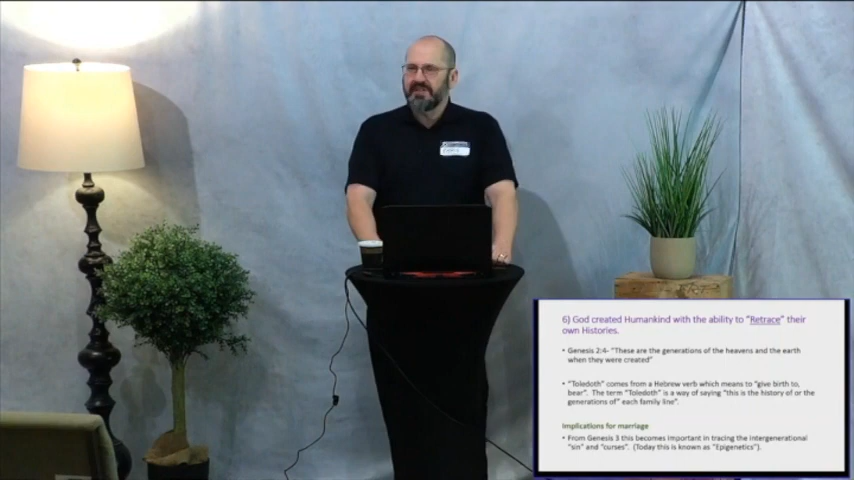 6) God created Humankind with the ability to "Retrace" their
own Histories.
• Genesis 2:4- "These are the generations of the heavens and the earth
when they were created"
• "Toledoth" comes from a Hebrew verb which means to "give birth to,
bear". The term "Toledoth" is a way of saying "this is the history of or the
generations of" each family line".
Implications for marriage
• From Genesis 3 this becomes important in tracing the intergenerational
"sin" and "curses". (Today this is known as "Epigenetics").